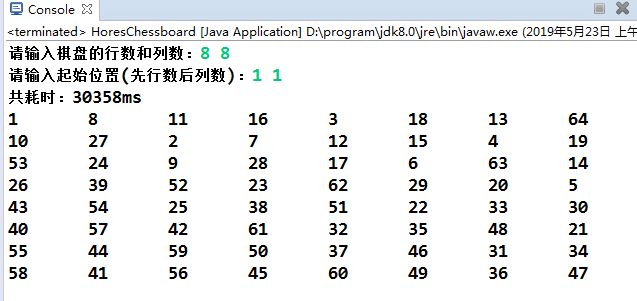 Console
<terminated> HoresChessboard [Java Application] D:\program\jdk8.0\jre\bin\javaw.exe (2019年5月23日 上午
请输入棋盘的行数和列数：8 8
请输入起始位置(先行数后列数)：1 1
共耗时：30358ms
1 8 11 16 3 18 13 64
10 27 2 7 12 15 4 19
53 24 9 28 17 6 63 14
26 39 52 23 62 29 20 5
43 54 25 38 51 22 33 30
40 57 42 61 32 35 48 21
55 44 59 50 37 46 31 34
58 41 56 45 60 49 36 47